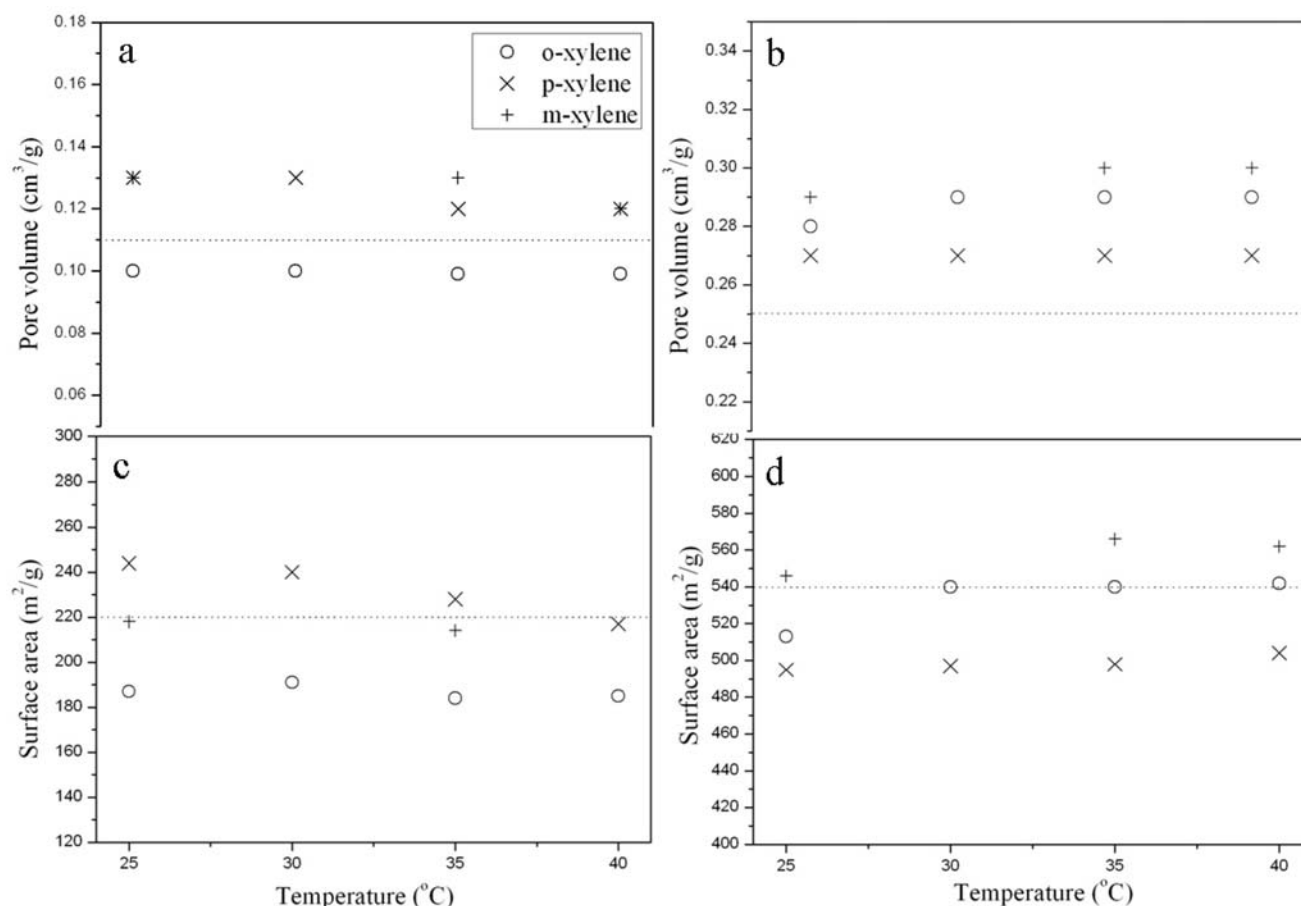 a
o-xylene
p-xylene
m-xylene
Pore volume (cm³/g)
0.18
0.16
0.14
0.12
0.10
0.08
0.06
b
Pore volume (cm³/g)
0.34
0.32
0.30
0.28
0.26
0.24
0.22
c
Surface area (m²/g)
300
280
260
240
220
200
180
160
140
120
25 30 35 40
Temperature (°C)
d
Surface area (m²/g)
620
600
580
560
540
520
500
480
460
440
420
400
25 30 35 40
Temperature (°C)